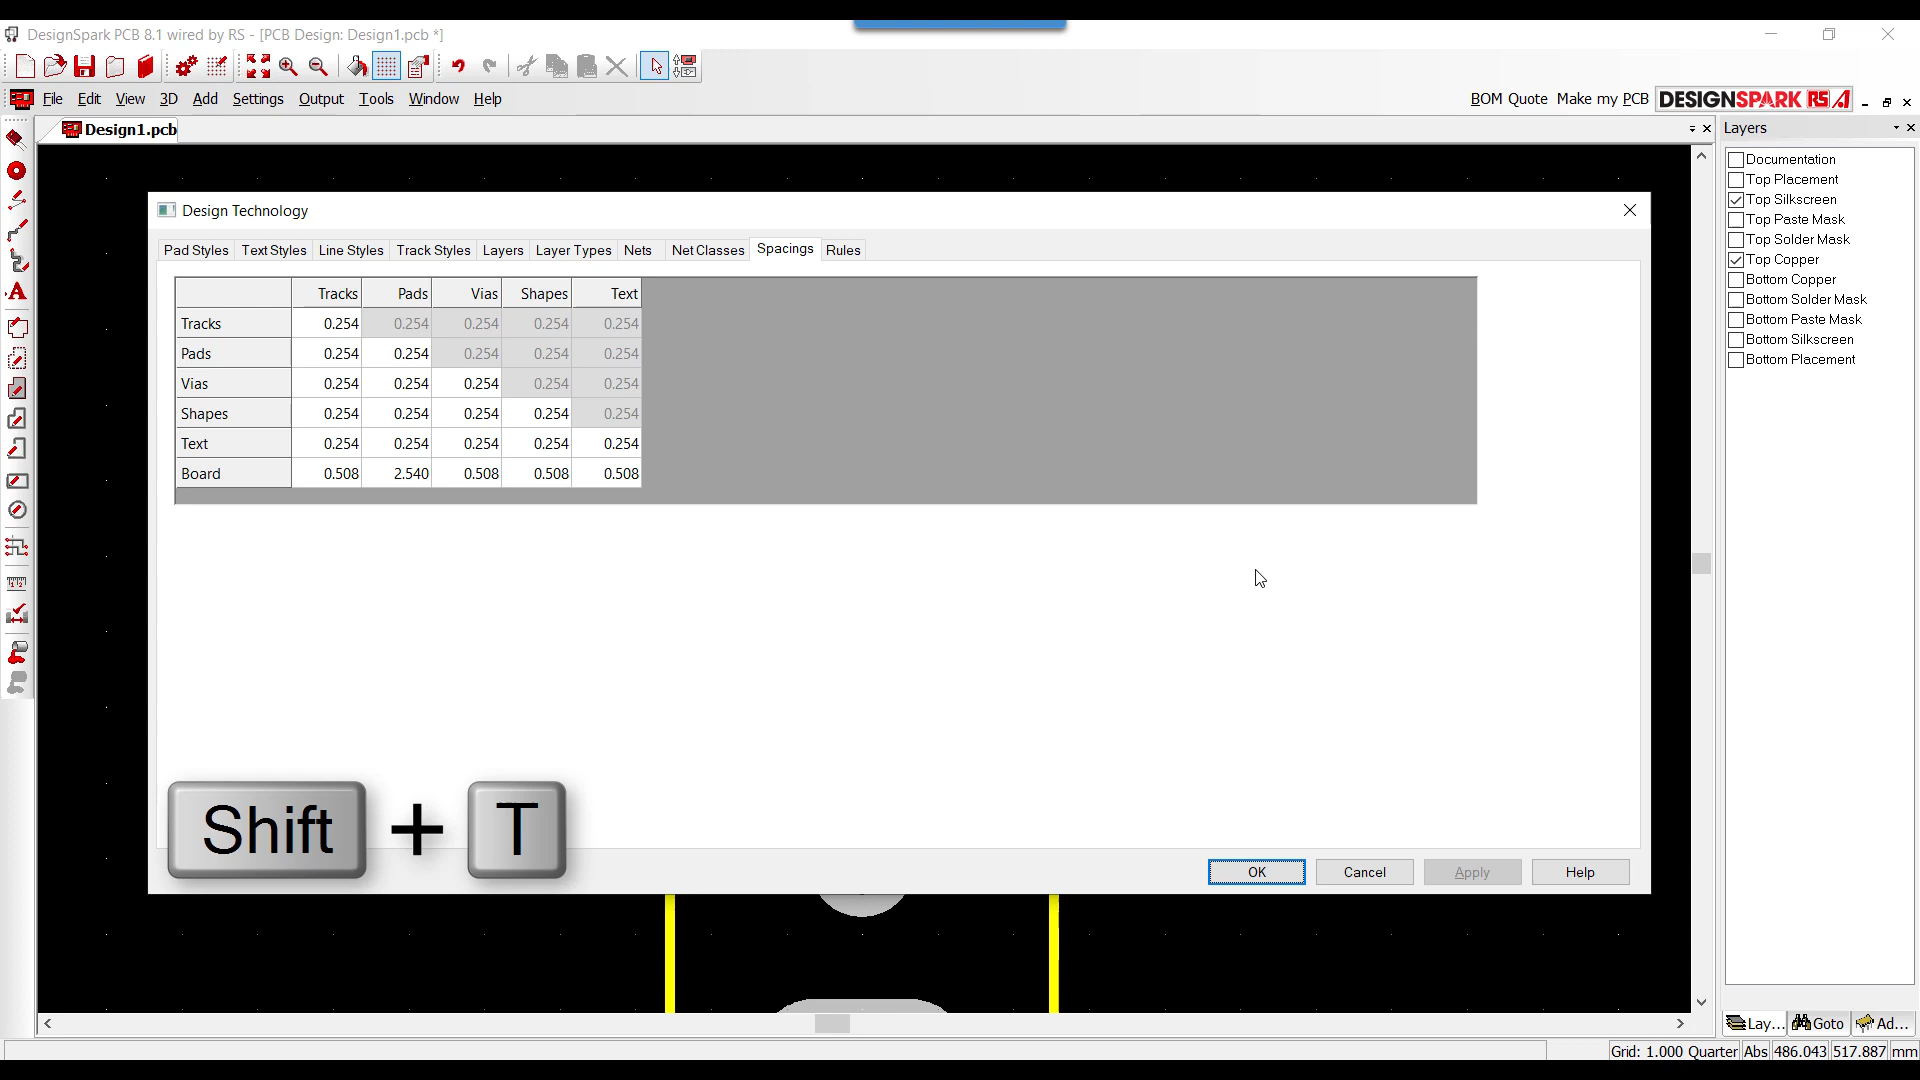 DesignSpark PCB 8.1 wired by RS - [PCB Design: Design1.pcb *]
File Edit View 3D Add Settings Output Tools Window Help
BOM Quote Make my PCB DESIGNSPARK RS
Design1.pcb
Layers
Documentation
Top Placement
Top Silkscreen
Top Paste Mask
Top Solder Mask
Top Copper
Bottom Copper
Bottom Solder Mask
Bottom Paste Mask
Bottom Silkscreen
Bottom Placement
Design Technology
Pad Styles Text Styles Line Styles Track Styles Layers Layer Types Nets Net Classes Spacings Rules
Tracks Pads Vias Shapes Text
Tracks 0.254 0.254 0.254 0.254 0.254
Pads 0.254 0.254 0.254 0.254 0.254
Vias 0.254 0.254 0.254 0.254 0.254
Shapes 0.254 0.254 0.254 0.254 0.254
Text 0.254 0.254 0.254 0.254 0.254
Board 0.508 2.540 0.508 0.508 0.508
Shift + T
OK Cancel Apply Help
Lay... Goto Ad...
Grid: 1.000 Quarter Abs 486.043 517.887 mm